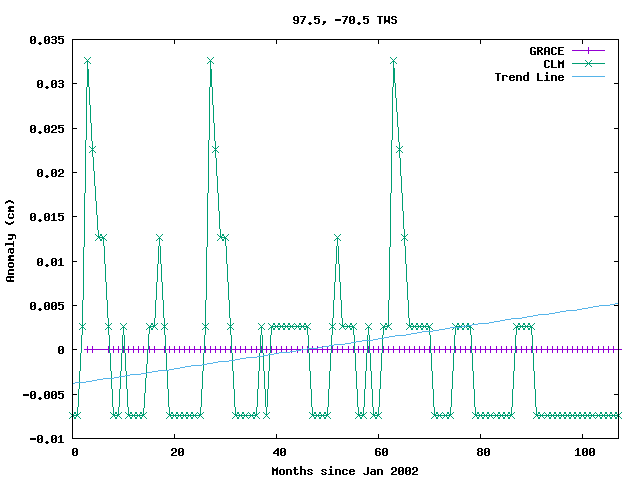 97.5, -70.5 TWS
GRACE
CLM
Trend Line
0.035
0.03
0.025
0.02
0.015
0.01
0.005
0
-0.005
-0.01
Anomaly (cm)
0 20 40 60 80 100
Months since Jan 2002